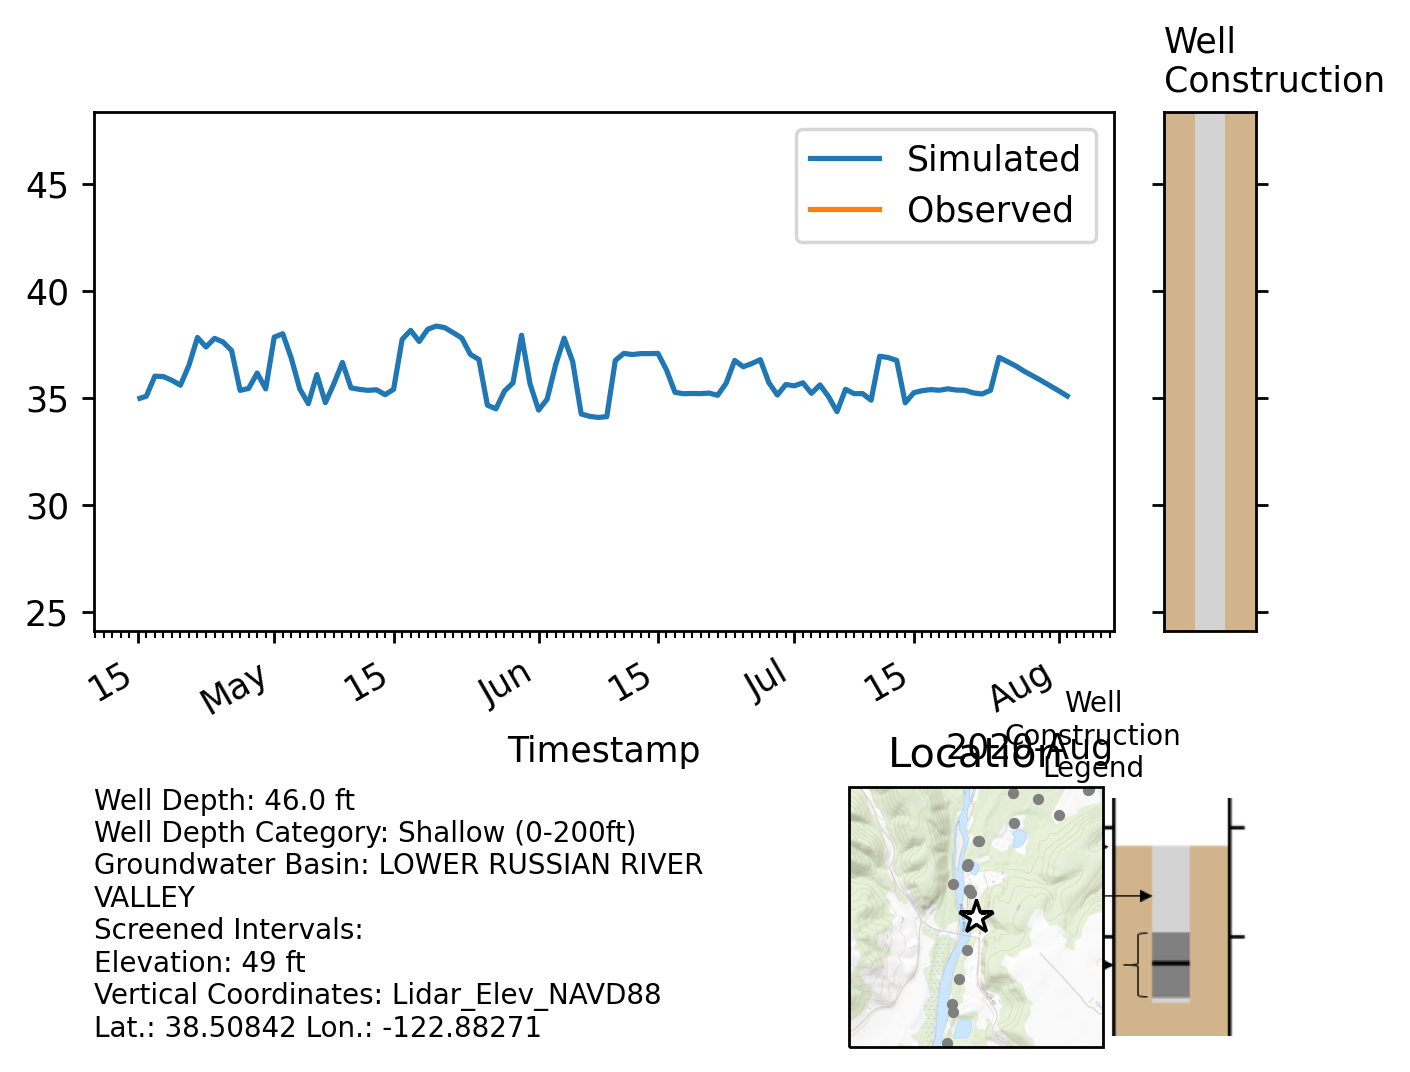 Well
Construction
Simulated
Observed
45
40
35
30
25
15
May
15
Jun
15
Jul
15
Aug
2020-Aug
Timestamp
Location
Well
Construction
Legend
Well Depth: 46.0 ft
Well Depth Category: Shallow (0-200ft)
Groundwater Basin: LOWER RUSSIAN RIVER
VALLEY
Screened Intervals:
Elevation: 49 ft
Vertical Coordinates: Lidar_Elev_NAVD88
Lat.: 38.50842 Lon.: -122.88271